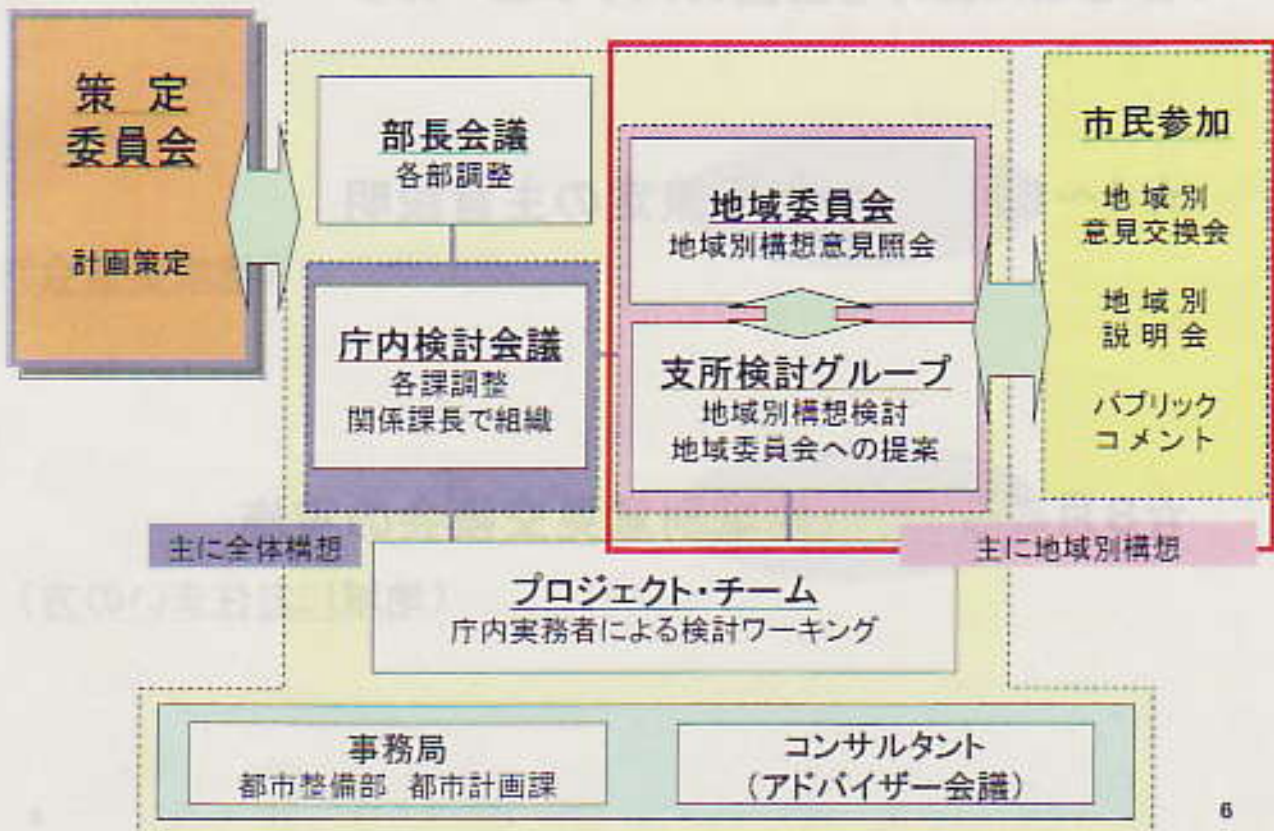 策 定
委員会
計画策定
部長会議
各部調整
庁内検討会議
各課調整
関係課長で組織
地域委員会
地域別構想意見照会
支所検討グループ
地域別構想検討
地域委員会への提案
市民参加
地 域 別
意見交換会
地 域 別
説 明 会
パブリック
コメント
主に全体構想
主に地域別構想
プロジェクト・チーム
庁内実務者による検討ワーキング
事務局
都市整備部 都市計画課
コンサルタント
(アドバイザー会議)
6